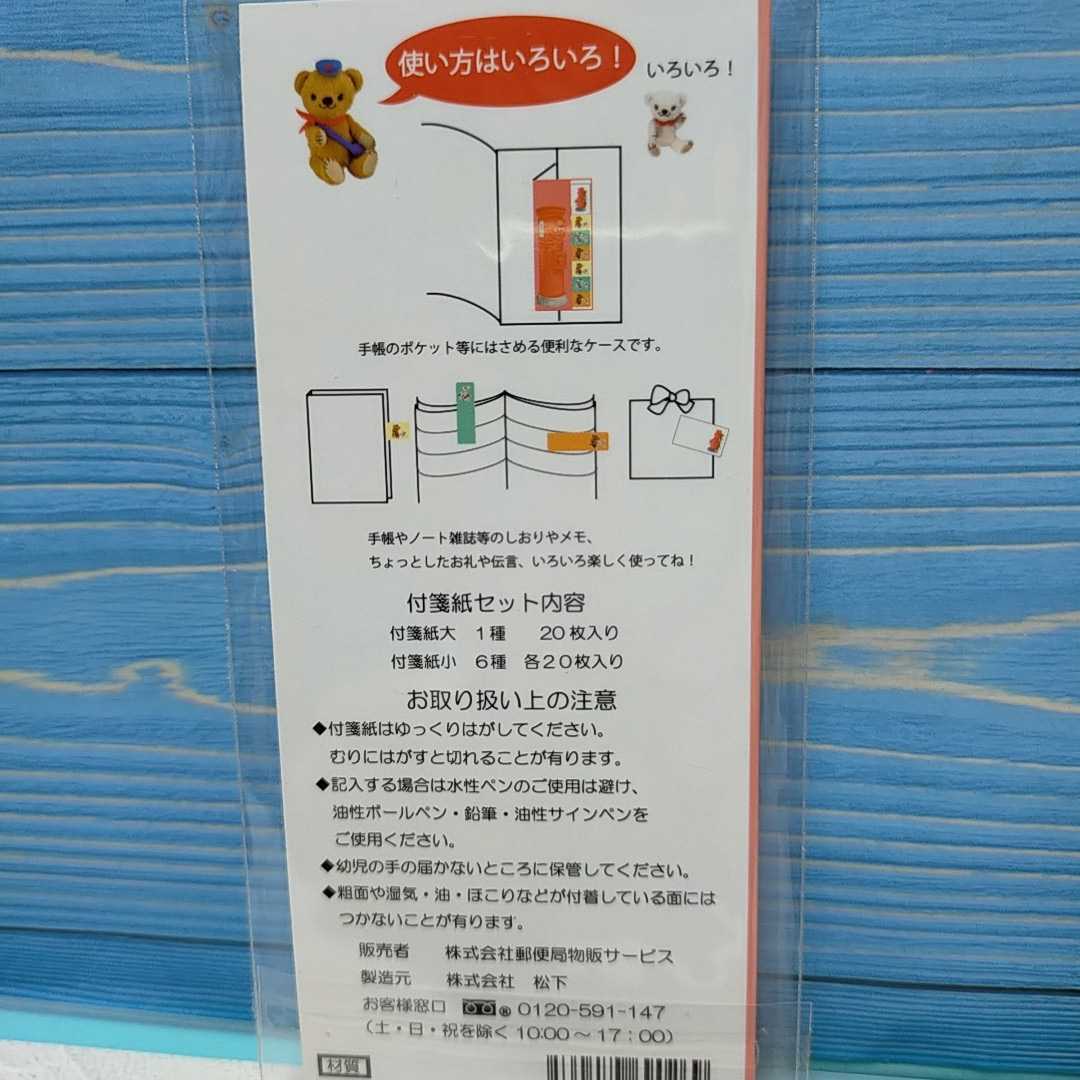 使い方はいろいろ！
いろいろ！
手帳のポケット等にはさめる便利なケースです。
手帳やノート雑誌等のしおりやメモ、
ちょっとしたお礼や伝言、いろいろ楽しく使ってね！
付箋紙セット内容
付箋紙大　１種　　２０枚入り
付箋紙小　６種　各２０枚入り
お取り扱い上の注意
◆付箋紙はゆっくりはがしてください。
むりにはがすと切れることが有ります。
◆記入する場合は水性ペンのご使用は避け、
油性ボールペン・鉛筆・油性サインペンを
ご使用ください。
◆幼児の手の届かないところに保管してください。
◆粗面や湿気・油・ほこりなどが付着している面には
つかないことが有ります。
販売者　株式会社郵便局物販サービス
製造元　株式会社　松下
お客様窓口　® 0120-591-147
（土・日・祝を除く 10:00～17:00）
材質